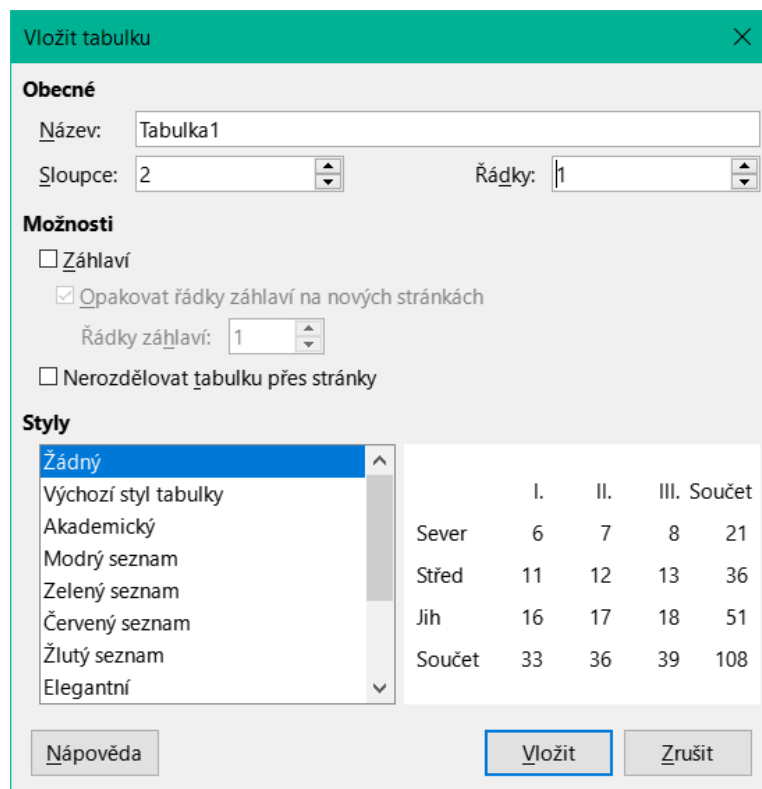 Vložit tabulku
Obecné
Název: Tabulka1
Sloupce: 2 Řádky: 1
Možnosti
Záhlaví
Opakovat řádky záhlaví na nových stránkách
Řádky záhlaví: 1
Nerozdělovat tabulku přes stránky
Styly
Žádný
Výchozí styl tabulky
Akademický
Modrý seznam
Zelený seznam
Červený seznam
Žlutý seznam
Elegantní
I. II. III. Součet
Sever 6 7 8 21
Střed 11 12 13 36
Jih 16 17 18 51
Součet 33 36 39 108
Nápověda Vložit Zrušit